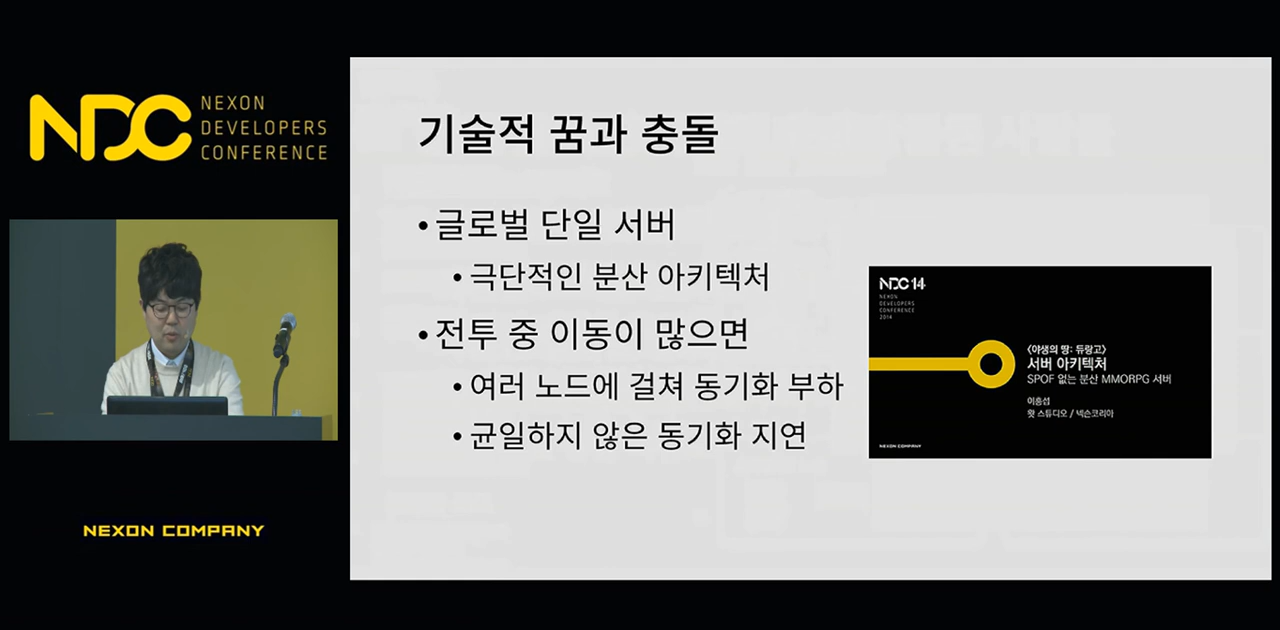 NDC
NEXON
DEVELOPERS
CONFERENCE
기술적 꿈과 충돌
• 글로벌 단일 서버
• 극단적인 분산 아키텍처
• 전투 중 이동이 많으면
• 여러 노드에 걸쳐 동기화 부하
• 균일하지 않은 동기화 지연
NDC 14
NEXON
DEVELOPERS
CONFERENCE
2014
〈야생의 땅: 듀랑고〉
서버 아키텍처
SPOF 없는 분산 MMORPG 서버
이흥섭
왓 스튜디오 / 넥슨코리아
NEXON COMPANY
NEXON COMPANY